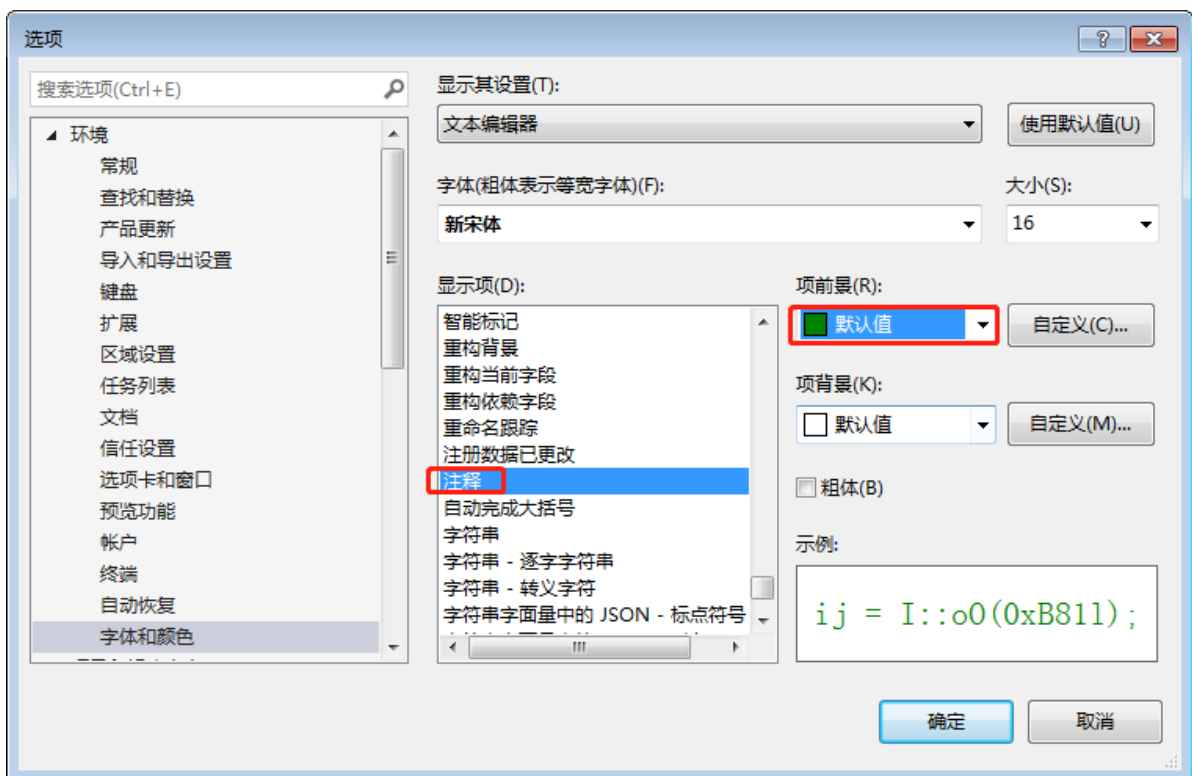 选项
搜索选项(Ctrl+E)
环境
常规
查找和替换
产品更新
导入和导出设置
键盘
扩展
区域设置
任务列表
文档
信任设置
选项卡和窗口
预览功能
帐户
终端
自动恢复
字体和颜色
显示其设置(T):
文本编辑器
使用默认值(U)
字体(粗体表示等宽字体)(F):
大小(S):
新宋体
16
显示项(D):
智能标记
重构背景
重构当前字段
重构依赖字段
重命名跟踪
注册数据已更改
注释
自动完成大括号
字符串
字符串 - 逐字字符串
字符串 - 转义字符
字符串字面量中的 JSON - 标点符号
项前景(R):
默认值
自定义(C)...
项背景(K):
默认值
自定义(M)...
粗体(B)
示例:
ij = I::oO(0xB81l);
确定
取消